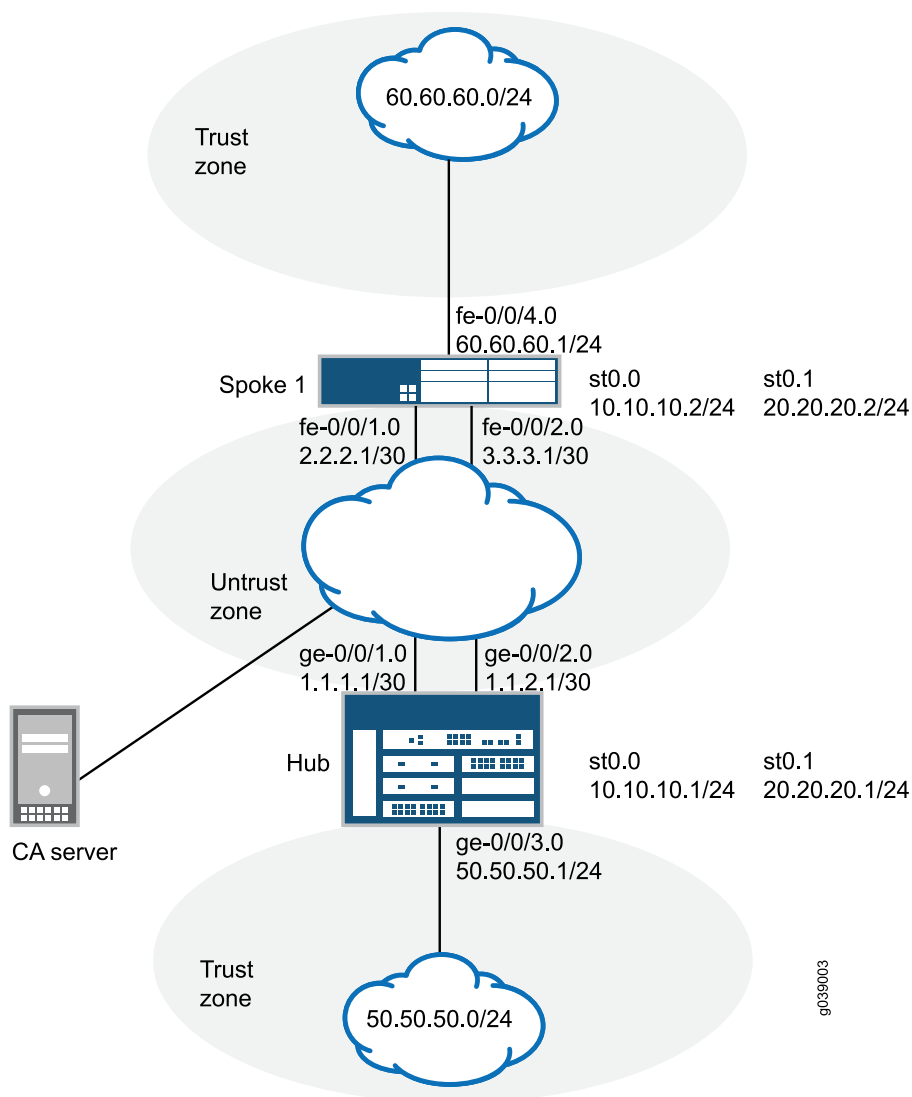 60.60.60.0/24
Trust
zone
fe-0/0/4.0
60.60.60.1/24
Spoke 1
st0.0
10.10.10.2/24
st0.1
20.20.20.2/24
fe-0/0/1.0
2.2.2.1/30
fe-0/0/2.0
3.3.3.1/30
Untrust
zone
ge-0/0/1.0
1.1.1.1/30
ge-0/0/2.0
1.1.2.1/30
Hub
st0.0
10.10.10.1/24
st0.1
20.20.20.1/24
CA server
ge-0/0/3.0
50.50.50.1/24
Trust
zone
50.50.50.0/24
g039003